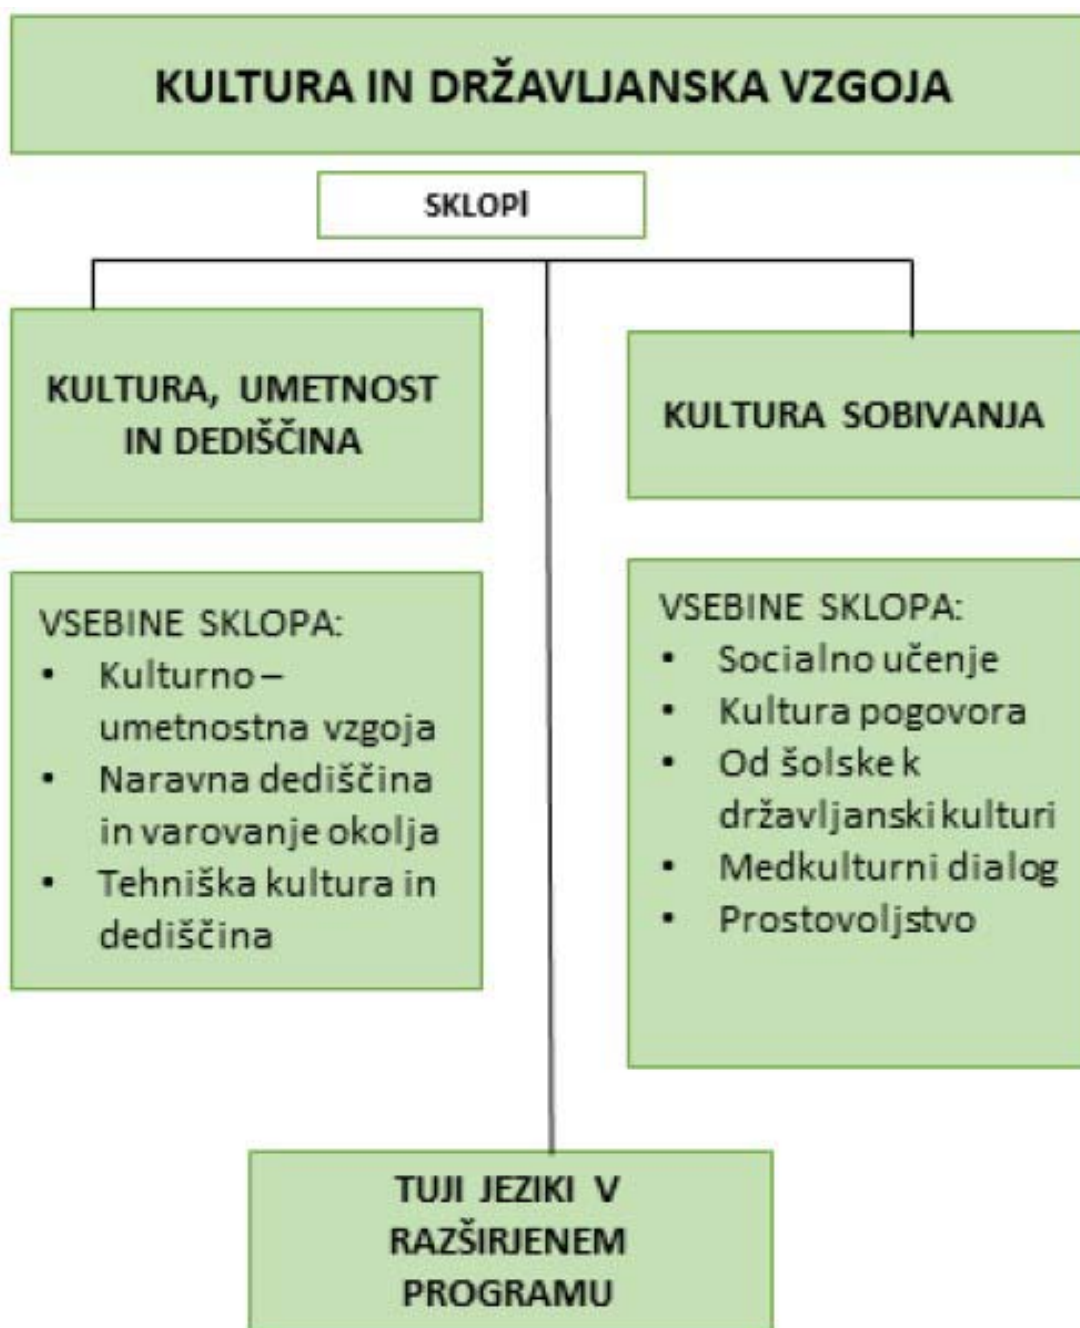 KULTURA IN DRŽAVLJANSKA VZGOJA
SKLOPI
KULTURA, UMETNOST
IN DEDIŠČINA
VSEBINE SKLOPA:
• Kulturno –
umetnostna vzgoja
• Naravna dediščina
in varovanje okolja
• Tehniška kultura in
dediščina
KULTURA SOBIVANJA
VSEBINE SKLOPA:
• Socialno učenje
• Kultura pogovora
• Od šolske k
državljanski kulturi
• Medkulturni dialog
• Prostovoljstvo
TUJI JEZIKI V
RAZŠIRJENEM
PROGRAMU